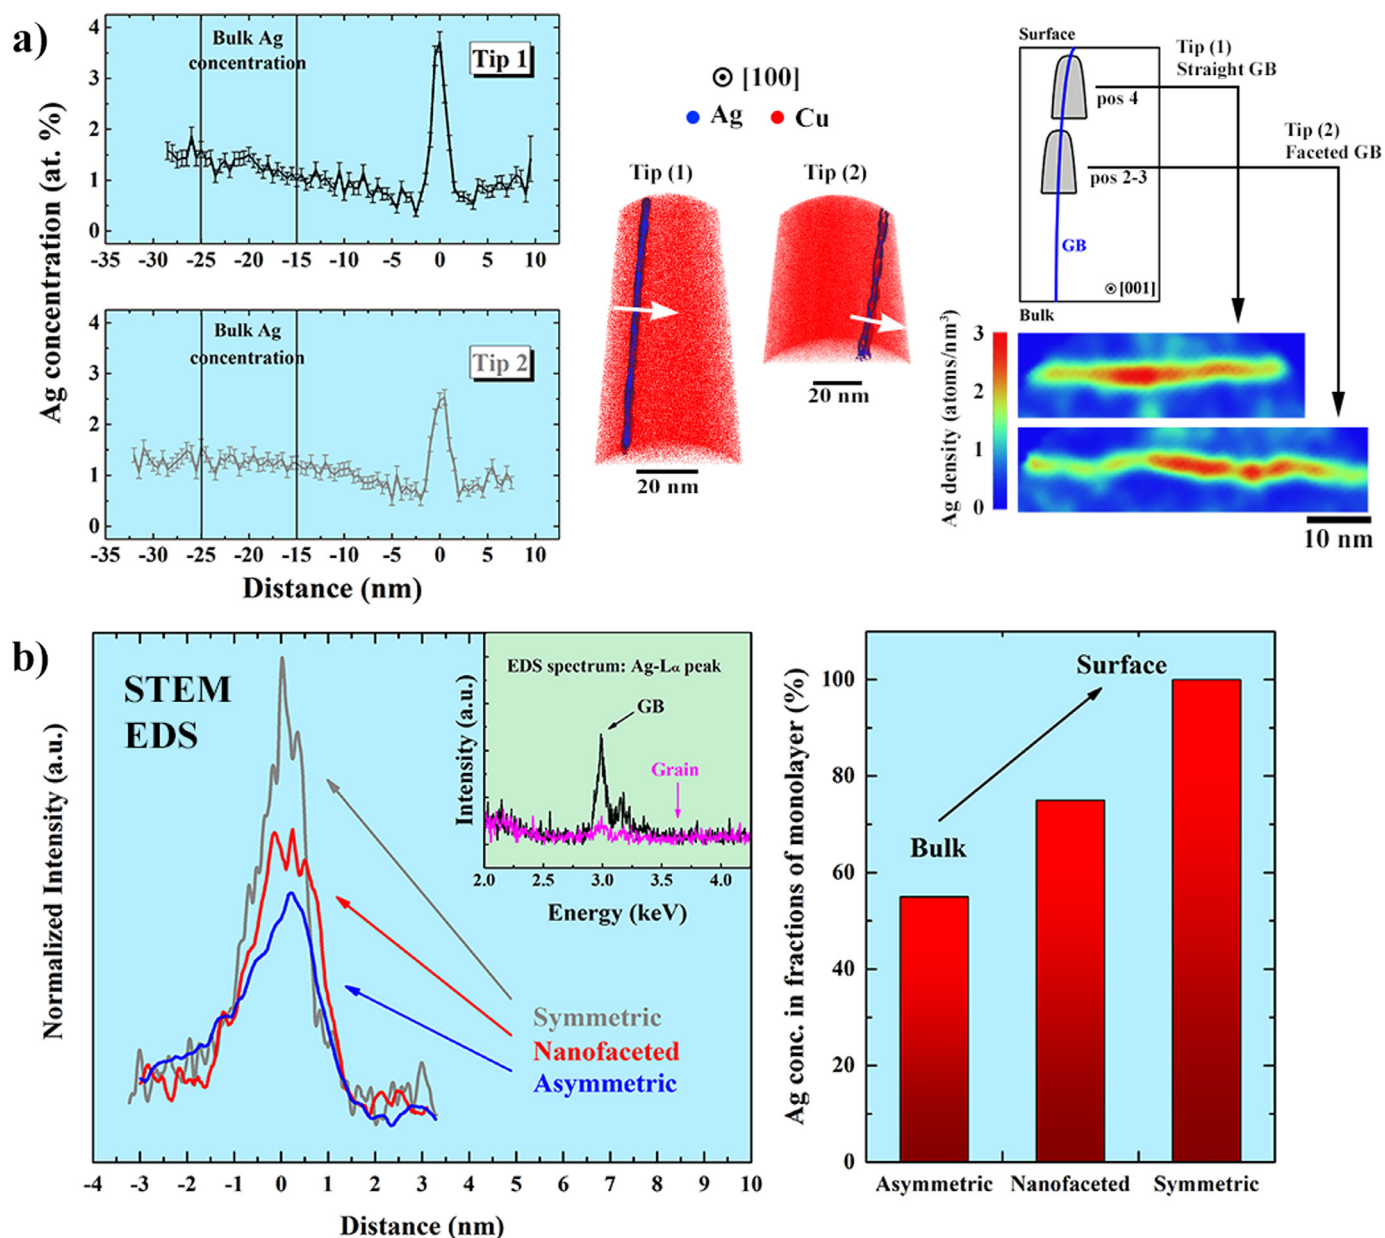 a)
Ag concentration (at. %)
4
3
2
1
0
Bulk Ag
concentration
Tip 1
-35 -30 -25 -20 -15 -10 -5 0 5 10
4
3
2
1
0
Bulk Ag
concentration
Tip 2
-35 -30 -25 -20 -15 -10 -5 0 5 10
Distance (nm)
[100]
Ag Cu
Tip (1)
Tip (2)
20 nm
20 nm
Surface
Tip (1)
Straight GB
pos 4
Tip (2)
Faceted GB
pos 2-3
GB
[001]
Bulk
Ag density (atoms/nm³)
3
2
1
0
10 nm
b)
Normalized Intensity (a.u.)
STEM
EDS
Intensity (a.u.)
EDS spectrum: Ag-Lα peak
GB
Grain
2.0 2.5 3.0 3.5 4.0
Energy (keV)
Symmetric
Nanofaceted
Asymmetric
-4 -3 -2 -1 0 1 2 3 4 5 6 7 8 9 10
Distance (nm)
Ag conc. in fractions of monolayer (%)
100
80
60
40
20
0
Surface
Bulk
Asymmetric Nanofaceted Symmetric